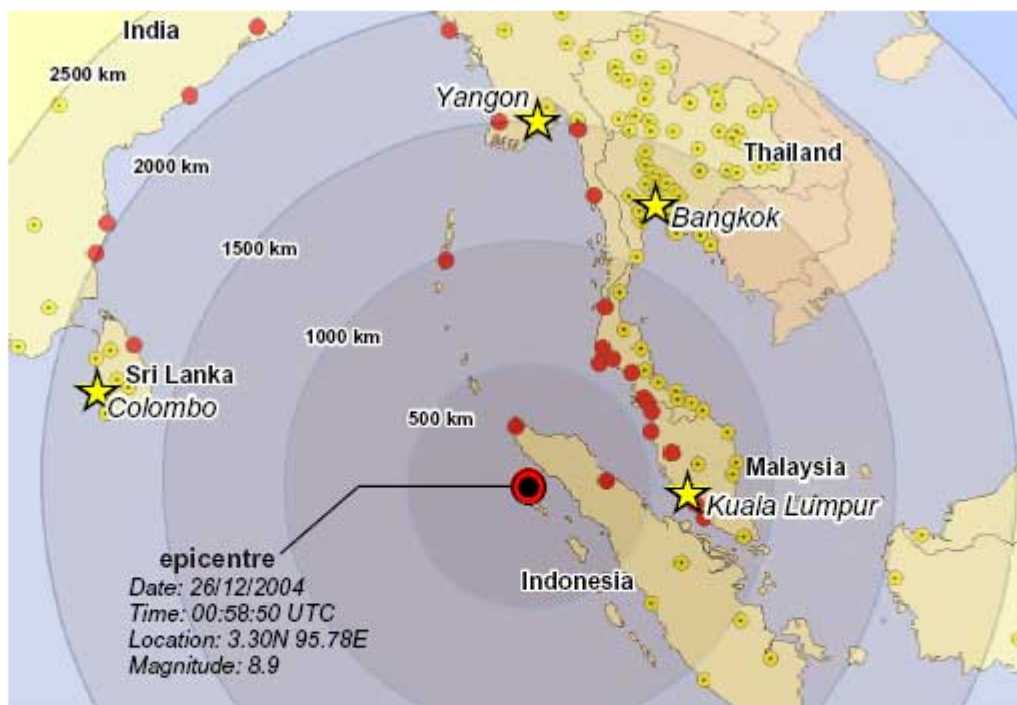 India
2500 km
Yangon
2000 km
Thailand
Bangkok
1500 km
1000 km
Sri Lanka
Colombo
500 km
Malaysia
Kuala Lumpur
epicentre
Date: 26/12/2004
Time: 00:58:50 UTC
Location: 3.30N 95.78E
Magnitude: 8.9
Indonesia